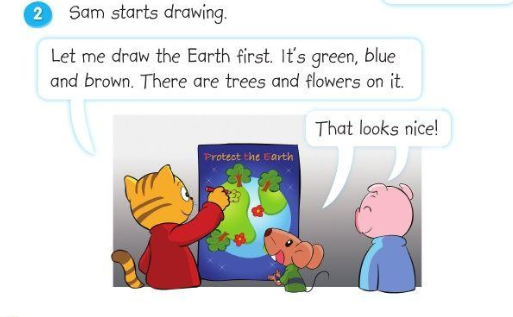 2 Sam starts drawing.
Let me draw the Earth first. It's green, blue
and brown. There are trees and flowers on it.
That looks nice!
Protect the Earth